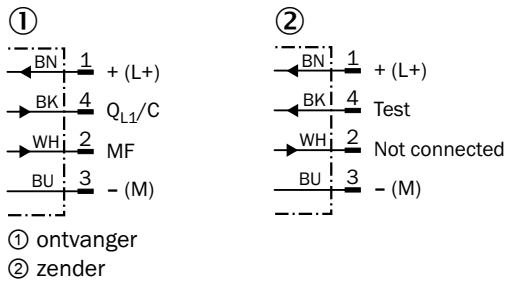 ① ②
BN 1 + (L+)
BK 4 Q_L1/C
WH 2 MF
BU 3 – (M)
BN 1 + (L+)
BK 4 Test
WH 2 Not connected
BU 3 – (M)
① ontvanger
② zender